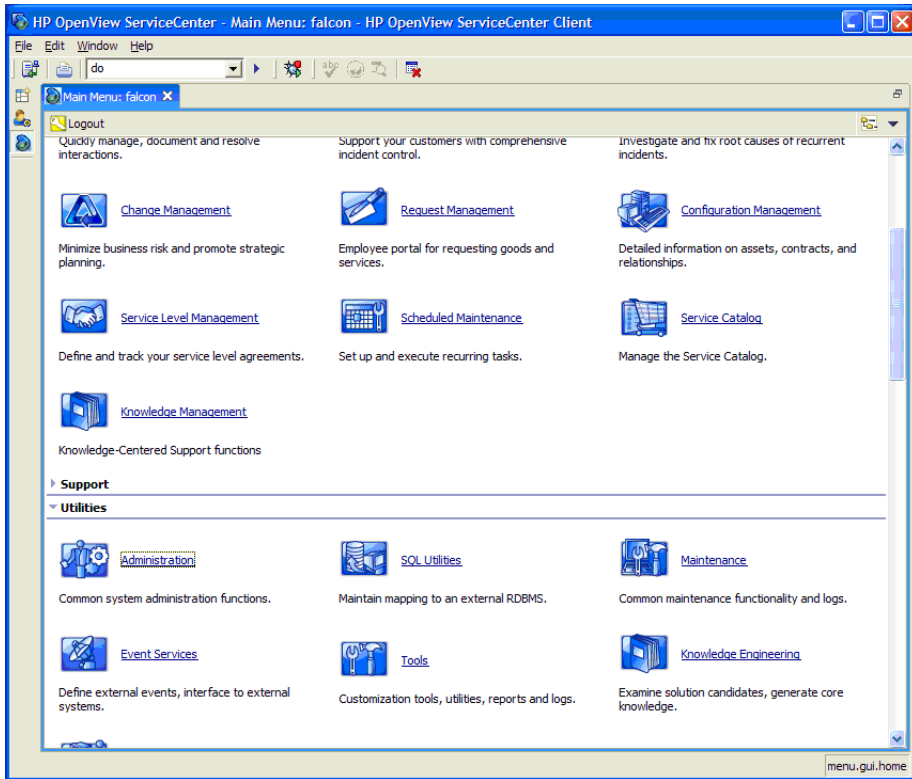 HP OpenView ServiceCenter - Main Menu: falcon - HP OpenView ServiceCenter Client
File Edit Window Help
do
abc
Main Menu: falcon
Logout
Quickly manage, document and resolve interactions.
Support your customers with comprehensive incident control.
Investigate and fix root causes of recurrent incidents.
Change Management
Request Management
Configuration Management
Minimize business risk and promote strategic planning.
Employee portal for requesting goods and services.
Detailed information on assets, contracts, and relationships.
Service Level Management
Scheduled Maintenance
Service Catalog
Define and track your service level agreements.
Set up and execute recurring tasks.
Manage the Service Catalog.
Knowledge Management
Knowledge-Centered Support functions
Support
Utilities
Administration
SQL Utilities
Maintenance
Common system administration functions.
Maintain mapping to an external RDBMS.
Common maintenance functionality and logs.
Event Services
Tools
Knowledge Engineering
Define external events, interface to external systems.
Customization tools, utilities, reports and logs.
Examine solution candidates, generate core knowledge.
menu.gui.home